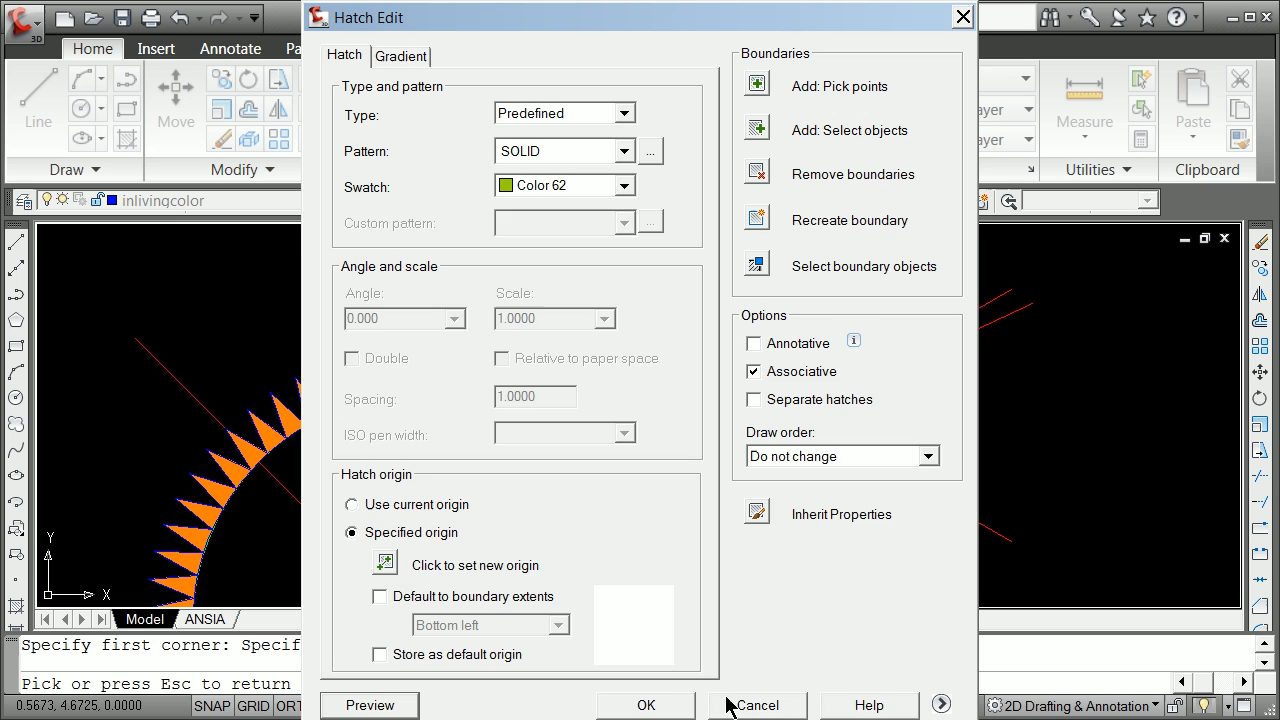 Hatch Edit
3D
Home Insert Annotate Pa
Line
Move
Draw
Modify
inlivingcolor
ayer
ayer
Measure
Paste
Utilities
Clipboard
Hatch Gradient
Type and pattern
Type: Predefined
Pattern: SOLID ...
Swatch: Color 62
Custom pattern: ...
Angle and scale
Angle: Scale:
0.000 1.0000
Double Relative to paper space
Spacing: 1.0000
ISO pen width:
Hatch origin
Use current origin
Specified origin
Click to set new origin
Default to boundary extents
Bottom left
Store as default origin
Boundaries
Add: Pick points
Add: Select objects
Remove boundaries
Recreate boundary
Select boundary objects
Options
Annotative
Associative
Separate hatches
Draw order:
Do not change
Inherit Properties
Preview OK Cancel Help
Y
X
Model ANSIA
Specify first corner: Specif
Pick or press Esc to return
0.5673, 4.6725, 0.0000 SNAP GRID ORT
2D Drafting & Annotation